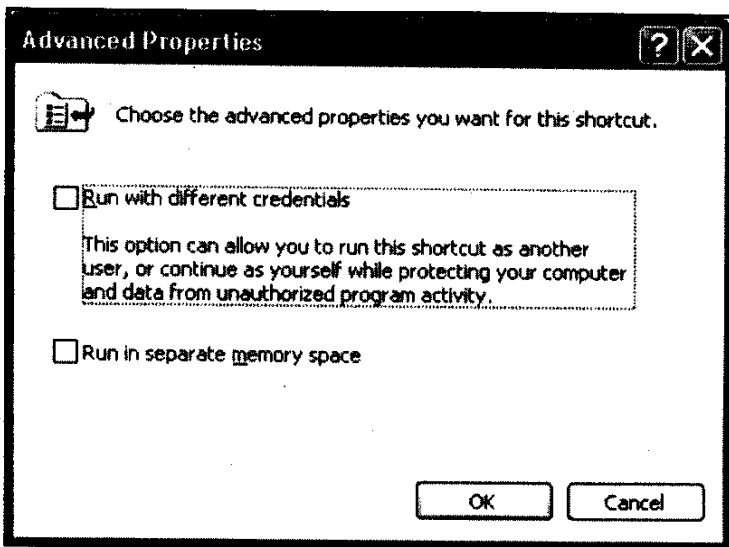 Advanced Properties
Choose the advanced properties you want for this shortcut.
Run with different credentials
This option can allow you to run this shortcut as another
user, or continue as yourself while protecting your computer
and data from unauthorized program activity.
Run in separate memory space
OK
Cancel